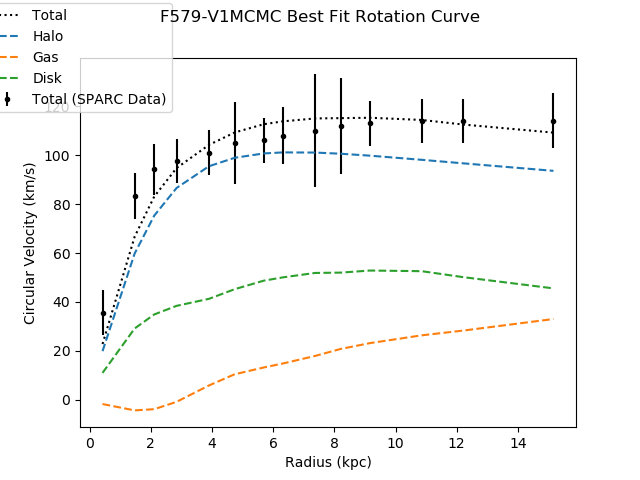 F579-V1MCMC Best Fit Rotation Curve
Total
Halo
Gas
Disk
Total (SPARC Data)
120
100
80
60
40
20
0
Circular Velocity (km/s)
0 2 4 6 8 10 12 14
Radius (kpc)